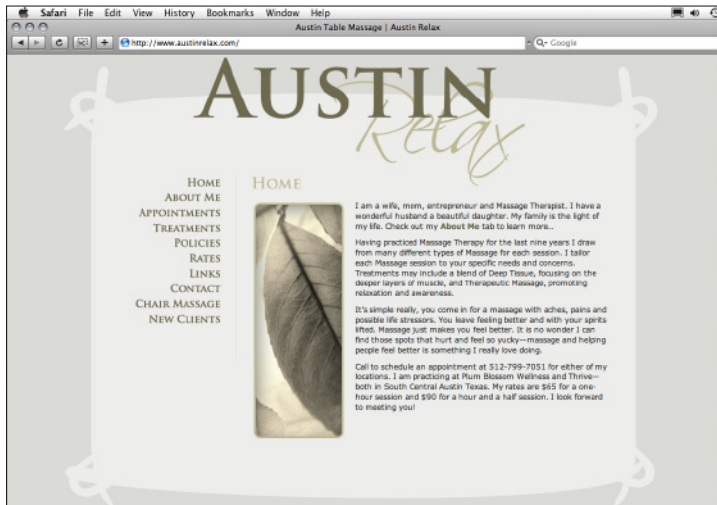 Safari File Edit View History Bookmarks Window Help
Austin Table Massage | Austin Relax
http://www.austinrelax.com/
Google
AUSTIN
Relax
HOME
ABOUT ME
APPOINTMENTS
TREATMENTS
POLICIES
RATES
LINKS
CONTACT
CHAIR MASSAGE
NEW CLIENTS
HOME
I am a wife, mom, entrepreneur and Massage Therapist. I have a
wonderful husband a beautiful daughter. My family is the light of
my life. Check out my About Me tab to learn more..
Having practiced Massage Therapy for the last nine years I draw
from many different types of Massage for each session. I tailor
each Massage session to your specific needs and concerns.
Treatments may include a blend of Deep Tissue, focusing on the
deeper layers of muscle, and Therapeutic Massage, promoting
relaxation and awareness.
It's simple really, you come in for a massage with aches, pains and
possible life stressors. You leave feeling better and with your spirits
lifted. Massage just makes you feel better. It is no wonder I can
find those spots that hurt and feel so yucky—massage and helping
people feel better is something I really love doing.
Call to schedule an appointment at 512-799-7051 for either of my
locations. I am practicing at Plum Blossom Wellness and Thrive—
both in South Central Austin Texas. My rates are $65 for a one-
hour session and $90 for a hour and a half session. I look forward
to meeting you!